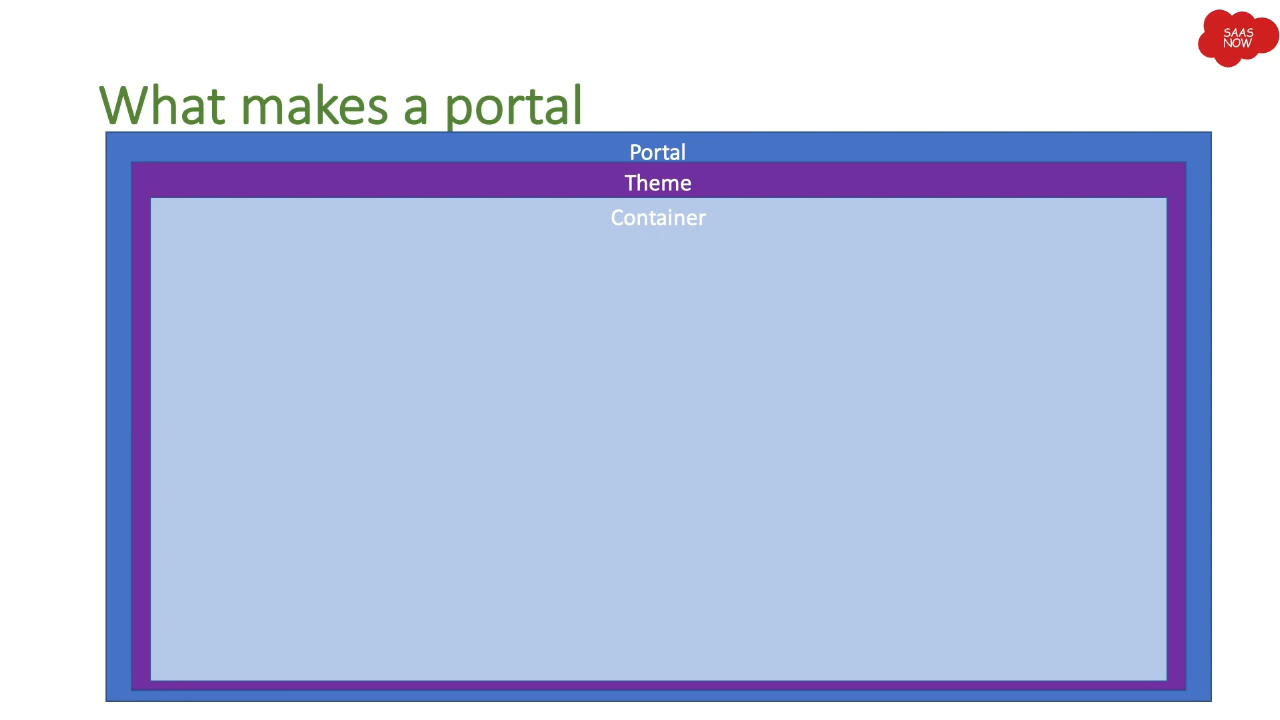 SAAS
NOW
What makes a portal
Portal
Theme
Container